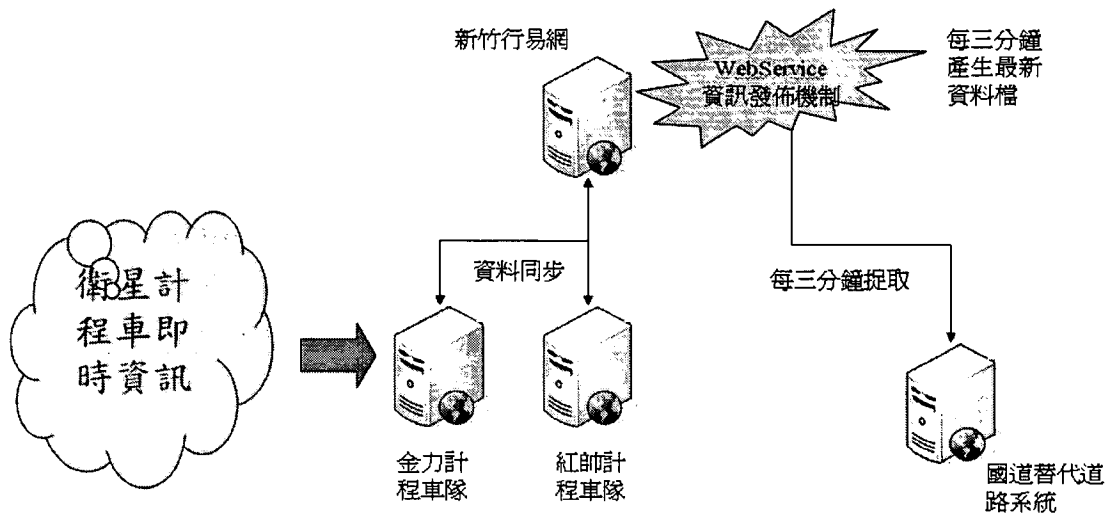 新竹行易網
WebService
資訊發佈機制
每三分鐘
產生最新
資料檔
衛星計
程車即
時資訊
資料同步
每三分鐘捉取
金力計
程車隊
紅帥計
程車隊
國道替代道
路系統